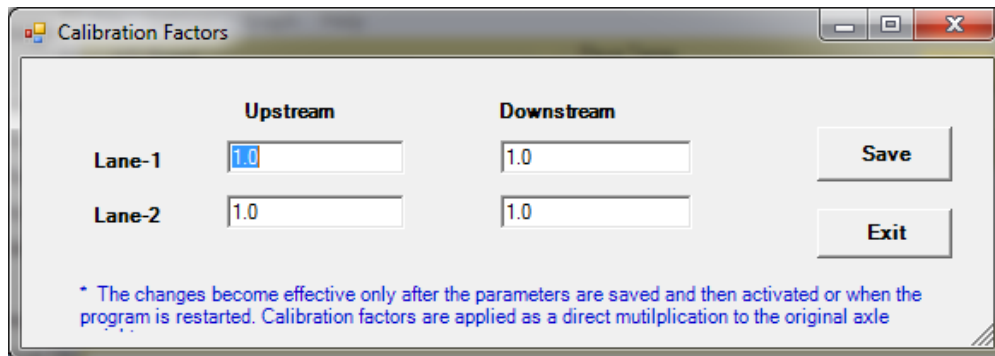 Calibration Factors
Upstream Downstream
Lane-1 1.0 1.0 Save
Lane-2 1.0 1.0 Exit
* The changes become effective only after the parameters are saved and then activated or when the
program is restarted. Calibration factors are applied as a direct mutilplication to the original axle